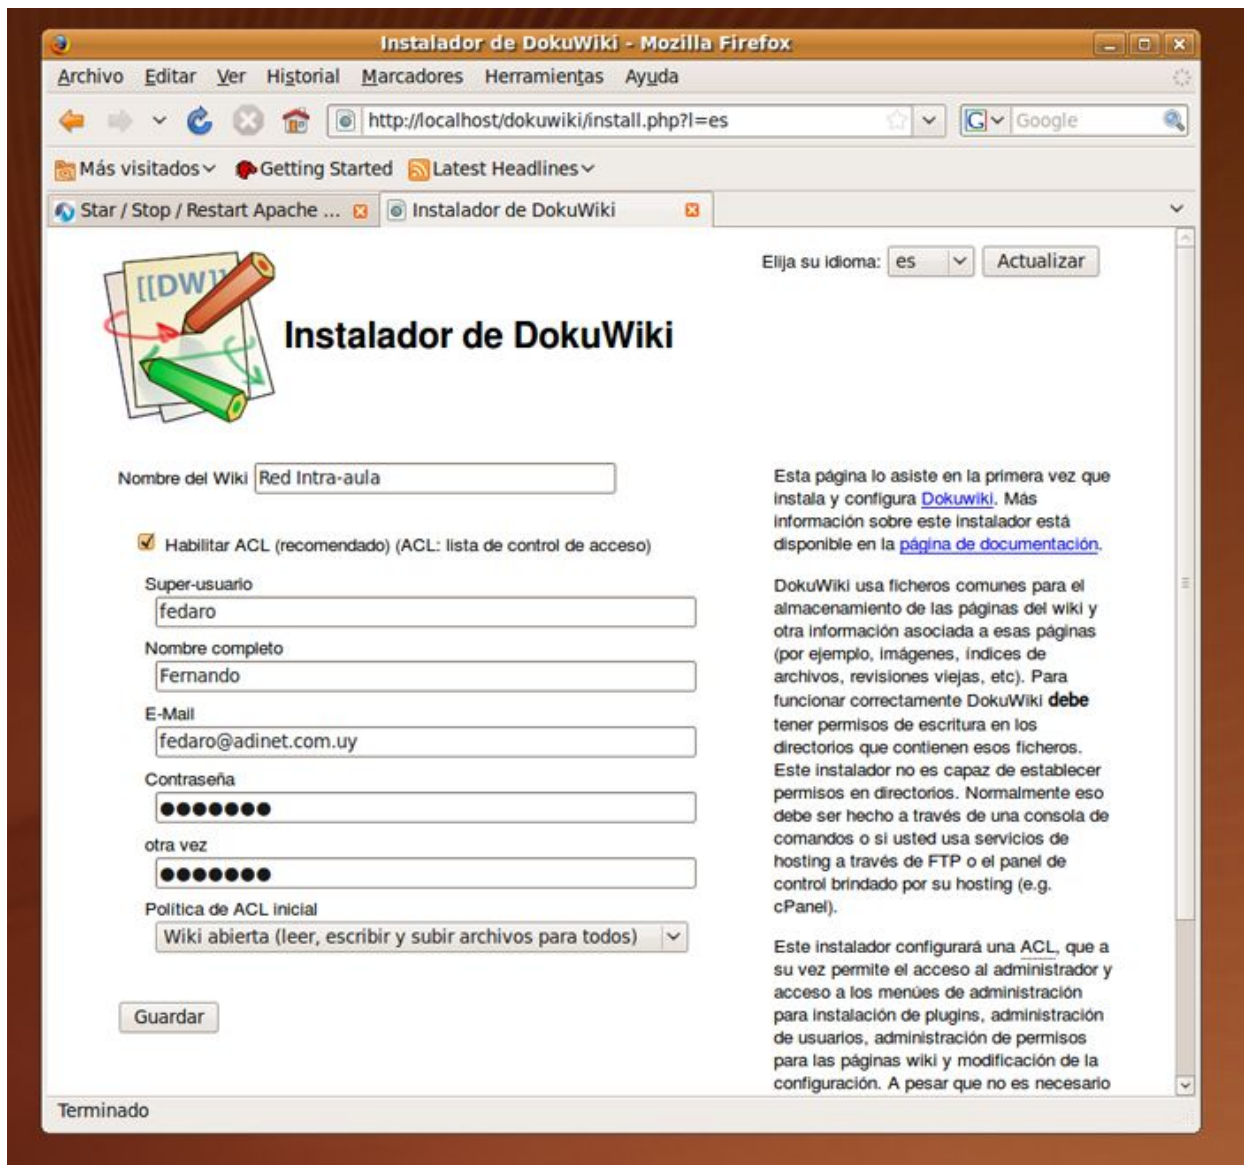 Instalador de DokuWiki - Mozilla Firefox
Archivo Editar Ver Historial Marcadores Herramientas Ayuda
http://localhost/dokuwiki/install.php?l=es
Google
Más visitados Getting Started Latest Headlines
Star / Stop / Restart Apache ... Instalador de DokuWiki
Elija su idioma: es Actualizar
[[DW]]
Instalador de DokuWiki
Nombre del Wiki Red Intra-aula
Habilitar ACL (recomendado) (ACL: lista de control de acceso)
Super-usuario
fedaro
Nombre completo
Fernando
E-Mail
fedaro@adinet.com.uy
Contraseña
●●●●●●●
otra vez
●●●●●●●
Política de ACL inicial
Wiki abierta (leer, escribir y subir archivos para todos)
Guardar
Esta página lo asiste en la primera vez que
instala y configura Dokuwiki. Más
información sobre este instalador está
disponible en la página de documentación.
DokuWiki usa ficheros comunes para el
almacenamiento de las páginas del wiki y
otra información asociada a esas páginas
(por ejemplo, imágenes, índices de
archivos, revisiones viejas, etc). Para
funcionar correctamente DokuWiki debe
tener permisos de escritura en los
directorios que contienen esos ficheros.
Este instalador no es capaz de establecer
permisos en directorios. Normalmente eso
debe ser hecho a través de una consola de
comandos o si usted usa servicios de
hosting a través de FTP o el panel de
control brindado por su hosting (e.g.
cPanel).
Este instalador configurará una ACL, que a
su vez permite el acceso al administrador y
acceso a los menúes de administración
para instalación de plugins, administración
de usuarios, administración de permisos
para las páginas wiki y modificación de la
configuración. A pesar que no es necesario
Terminado